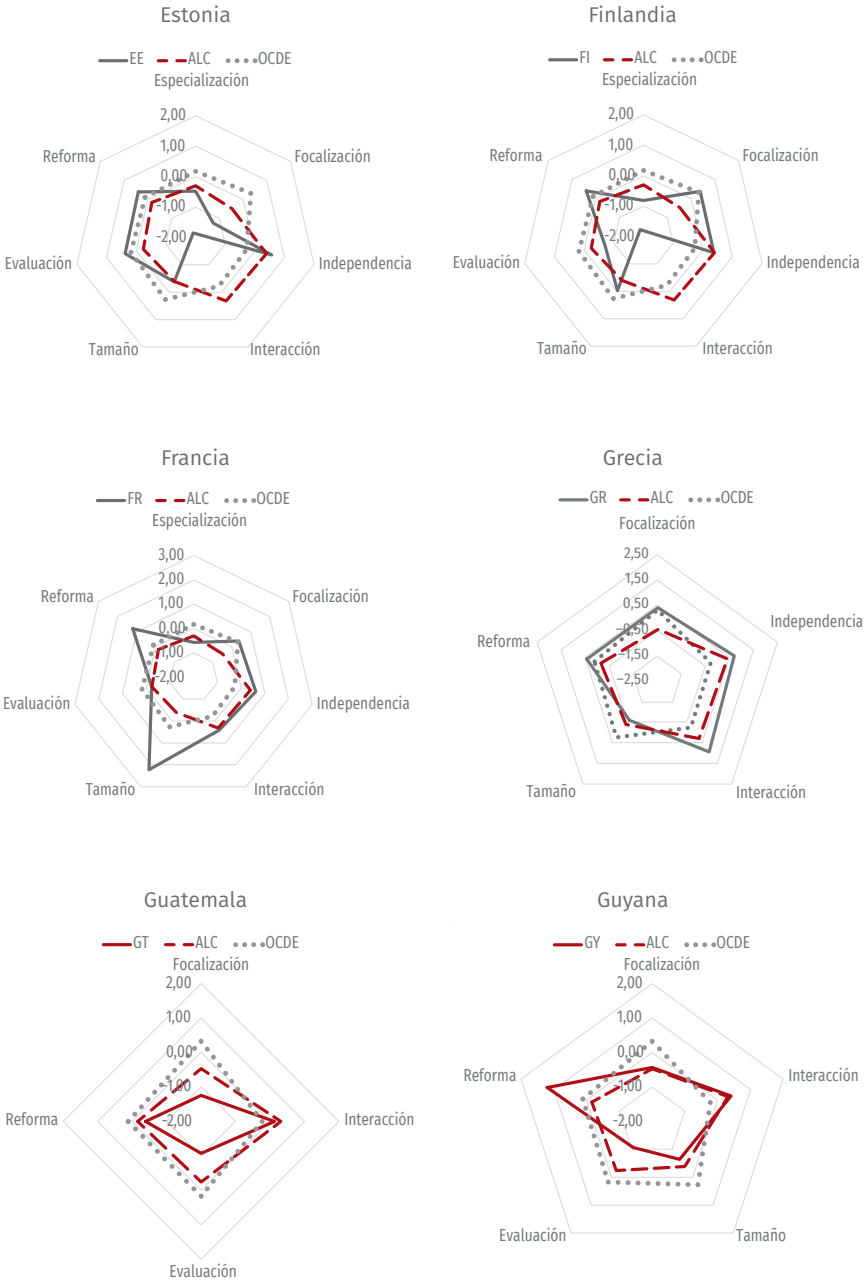 Estonia
EE ALC OCDE
Especialización
2,00
1,00
0,00
-1,00
-2,00
Reforma
Focalización
Evaluación
Independencia
Tamaño
Interacción
Finlandia
FI ALC OCDE
Especialización
2,00
1,00
0,00
-1,00
-2,00
Reforma
Focalización
Evaluación
Independencia
Tamaño
Interacción
Francia
FR ALC OCDE
Especialización
3,00
2,00
1,00
0,00
-1,00
-2,00
Reforma
Focalización
Evaluación
Independencia
Tamaño
Interacción
Grecia
GR ALC OCDE
Focalización
2,50
1,50
0,50
−0,50
−1,50
−2,50
Reforma
Independencia
Tamaño
Interacción
Guatemala
GT ALC OCDE
Focalización
2,00
1,00
0,00
-1,00
-2,00
Reforma
Interacción
Evaluación
Guyana
GY ALC OCDE
Focalización
2,00
1,00
0,00
-1,00
-2,00
Reforma
Interacción
Evaluación
Tamaño